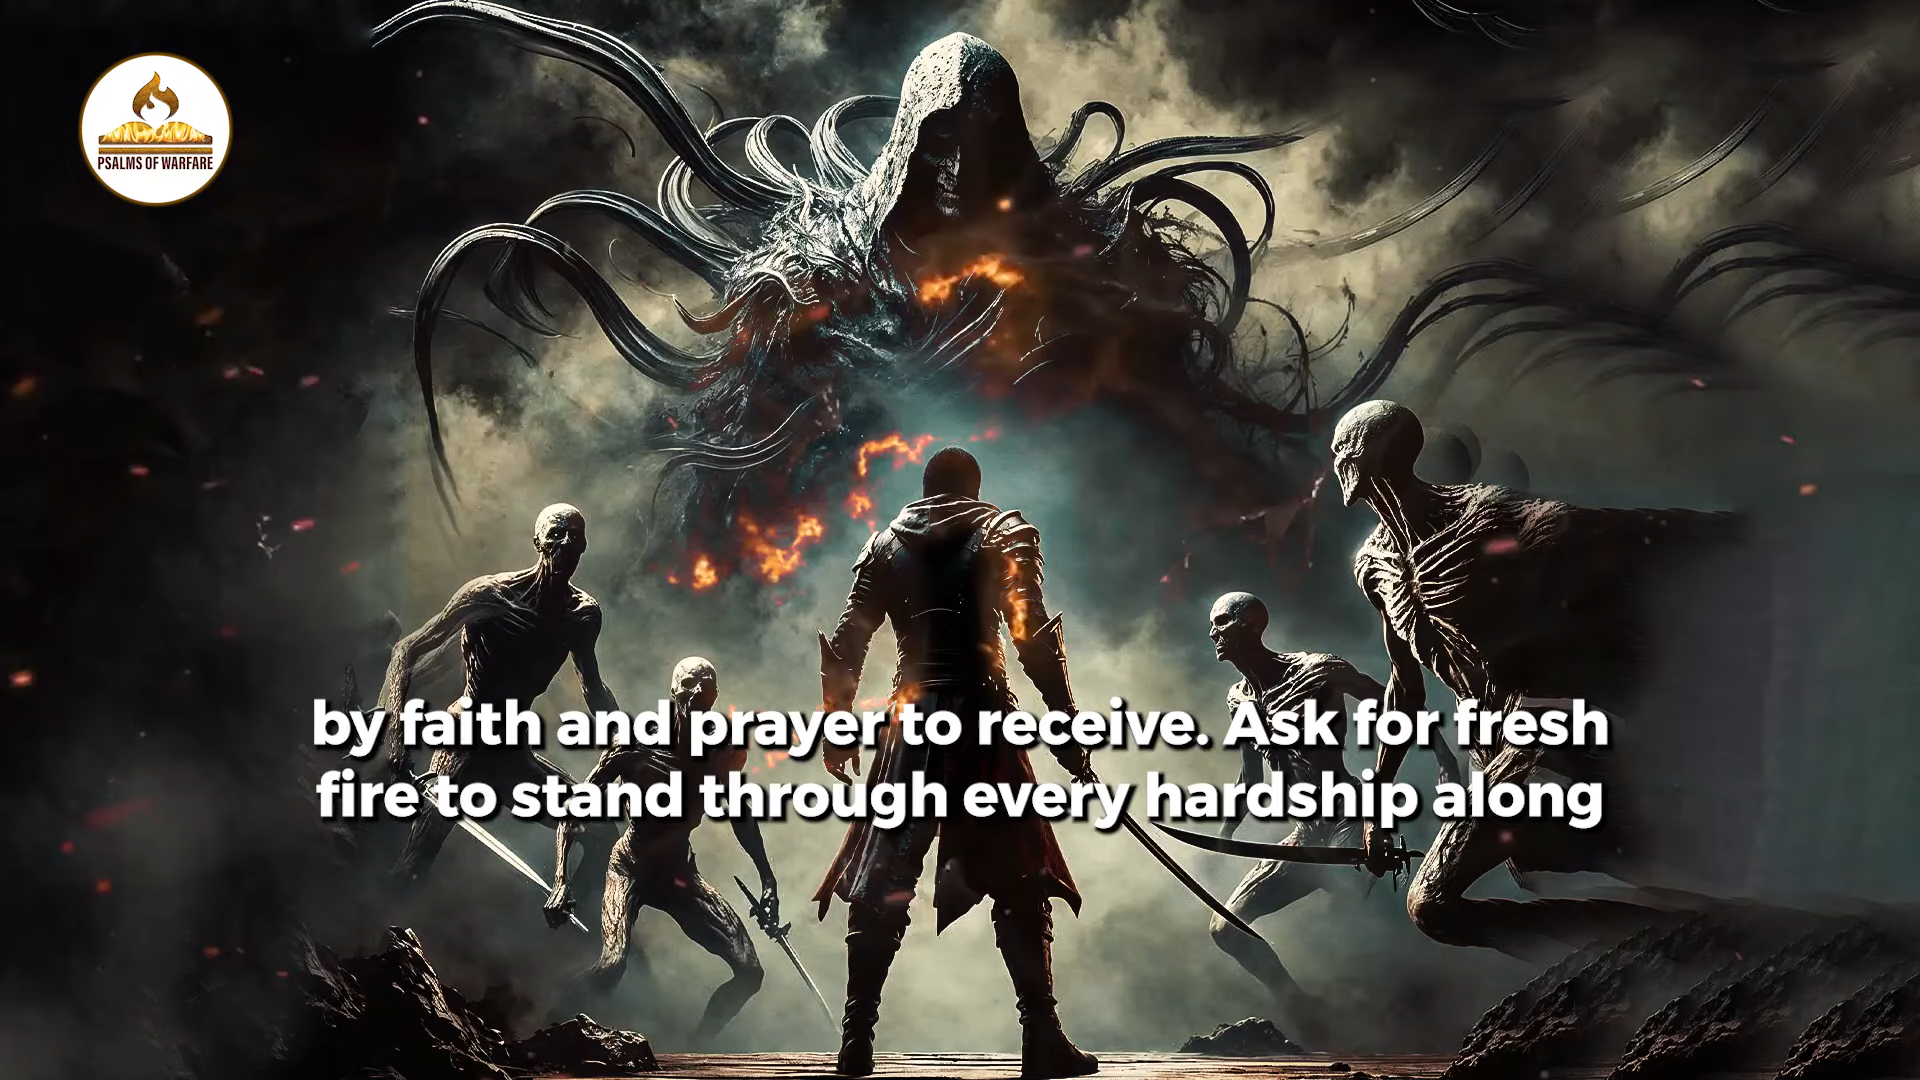 PSALMS OF WARFARE
by faith and prayer to receive. Ask for fresh
fire to stand through every hardship along